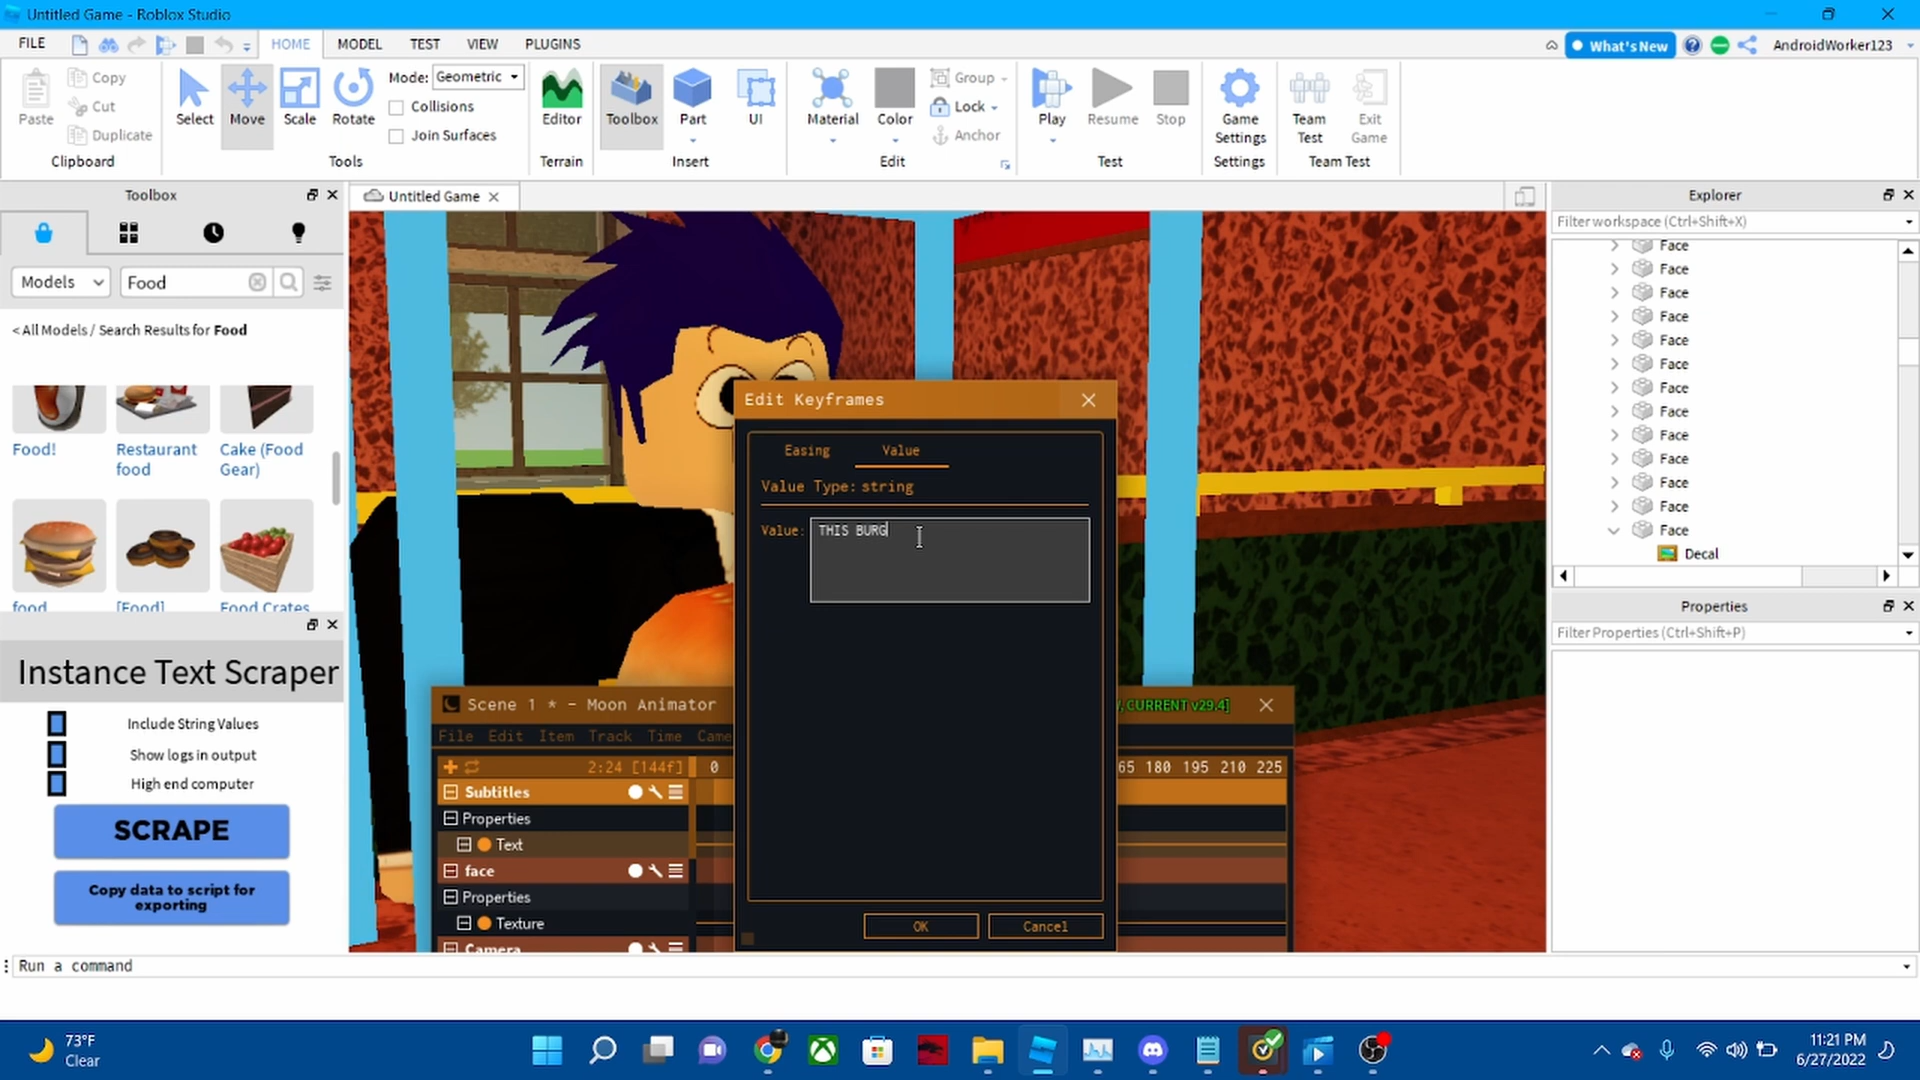 Untitled Game - Roblox Studio
FILE HOME MODEL TEST VIEW PLUGINS What's New AndroidWorker123
Paste Copy Cut Duplicate Clipboard
Select Move Scale Rotate Mode: Geometric Collisions Join Surfaces Tools
Editor Terrain
Toolbox Part UI Insert
Material Color Group Lock Anchor Edit
Play Resume Stop Test
Game Settings Settings
Team Test Exit Game Team Test
Toolbox
Models Food
< All Models / Search Results for Food
Food! Restaurant food Cake (Food Gear)
food [Food] Food Crates
Instance Text Scraper
Include String Values
Show logs in output
High end computer
SCRAPE
Copy data to script for exporting
Untitled Game
Edit Keyframes
Easing Value
Value Type: string
Value: THIS BURG
OK Cancel
Scene 1 * - Moon Animator
CURRENT v29.4]
File Edit Item Track Time Came
2:24 [144f] 0 65 180 195 210 225
Subtitles
Properties
Text
face
Properties
Texture
Camera
Explorer
Filter workspace (Ctrl+Shift+X)
Face
Face
Face
Face
Face
Face
Face
Face
Face
Face
Face
Face
Face
Decal
Properties
Filter Properties (Ctrl+Shift+P)
Run a command
73°F
Clear
11:21 PM
6/27/2022